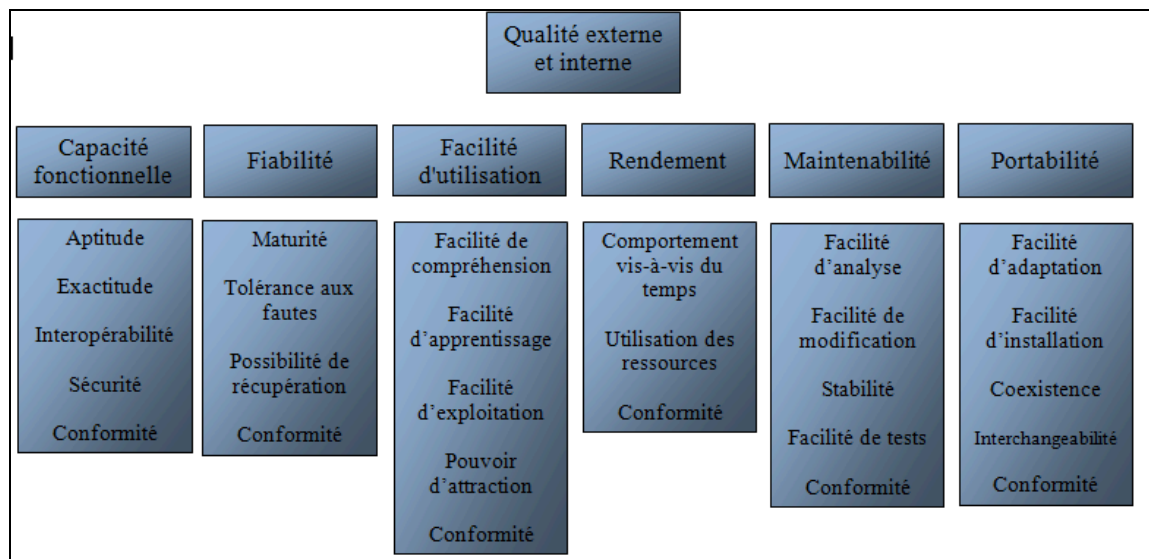 Qualité externe
et interne
Capacité
fonctionnelle
Fiabilité
Facilité
d'utilisation
Rendement
Maintenabilité
Portabilité
Aptitude
Exactitude
Interopérabilité
Sécurité
Conformité
Maturité
Tolérance aux
fautes
Possibilité de
récupération
Conformité
Facilité de
compréhension
Facilité
d’apprentissage
Facilité
d’exploitation
Pouvoir
d’attraction
Conformité
Comportement
vis-à-vis du
temps
Utilisation des
ressources
Conformité
Facilité
d’analyse
Facilité de
modification
Stabilité
Facilité de tests
Conformité
Facilité
d’adaptation
Facilité
d’installation
Coexistence
Interchangeabilité
Conformité